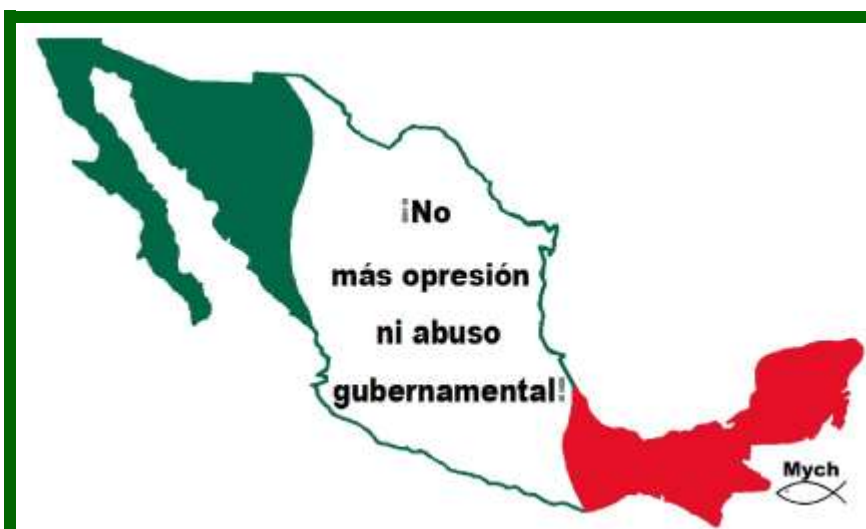 ¡No
más opresión
ni abuso
gubernamental!
Mych